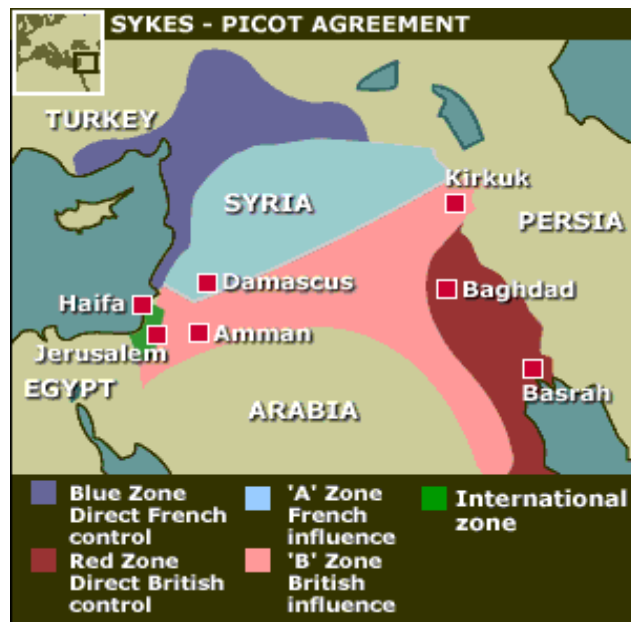 SYKES - PICOT AGREEMENT
TURKEY
Kirkuk
SYRIA
PERSIA
Damascus
Baghdad
Haifa
Amman
Jerusalem
EGYPT
Basrah
ARABIA
Blue Zone
Direct French
control
Red Zone
Direct British
control
'A' Zone
French
influence
'B' Zone
British
influence
International
zone